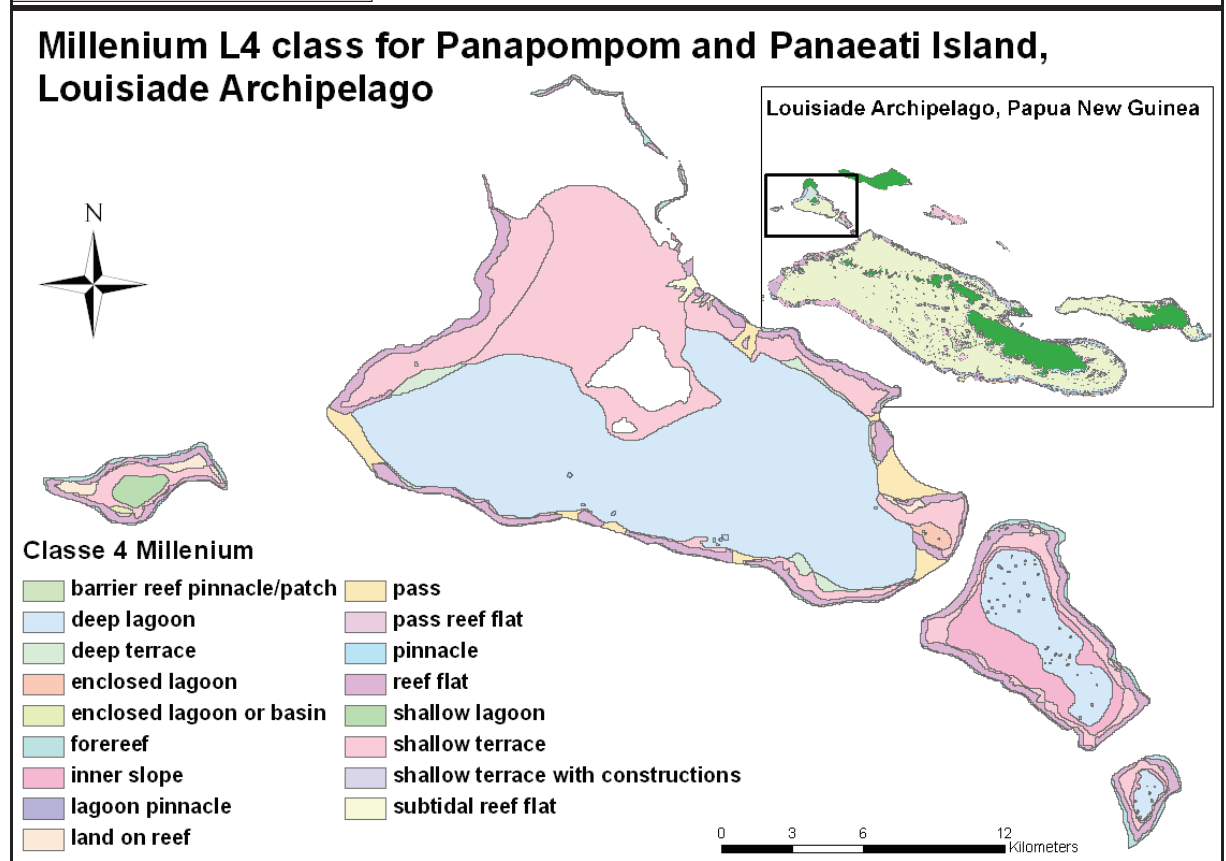 Millenium L4 class for Panapompom and Panaeati Island,
Louisiade Archipelago
Louisiade Archipelago, Papua New Guinea
N
Classe 4 Millenium
barrier reef pinnacle/patch
deep lagoon
deep terrace
enclosed lagoon
enclosed lagoon or basin
forereef
inner slope
lagoon pinnacle
land on reef
pass
pass reef flat
pinnacle
reef flat
shallow lagoon
shallow terrace
shallow terrace with constructions
subtidal reef flat
0 3 6 12
Kilometers